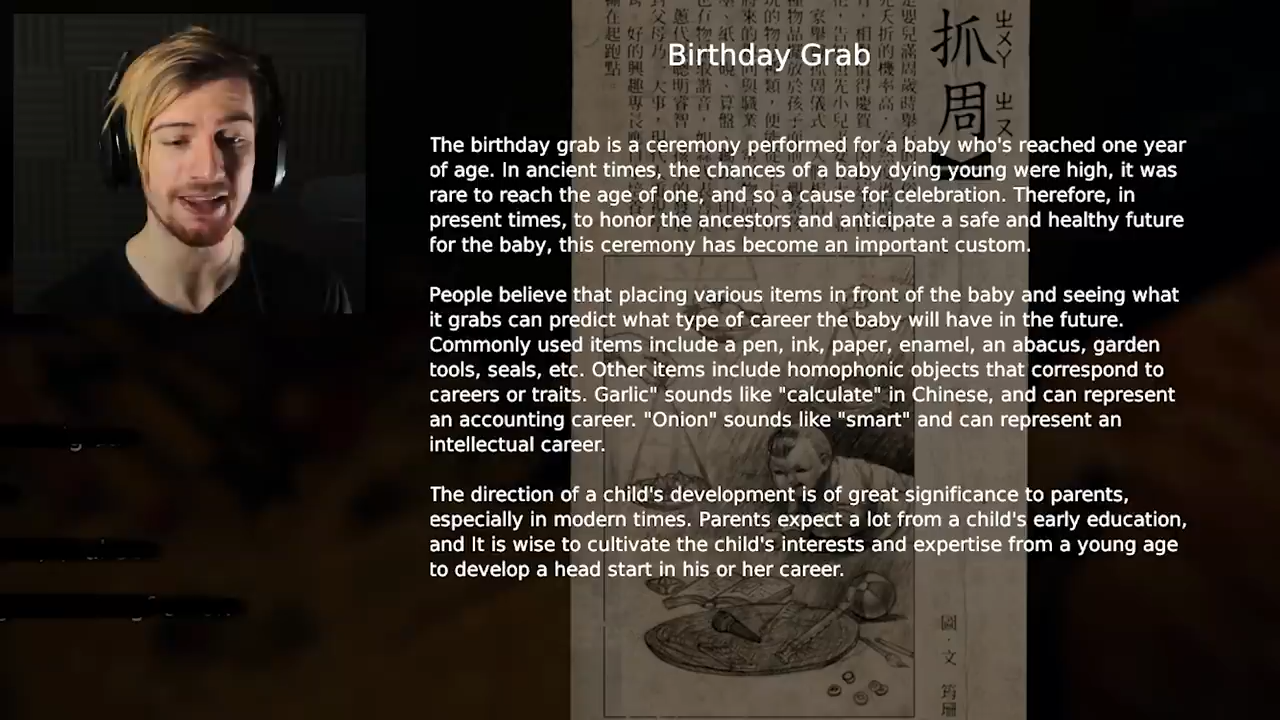 抓周
ㄓㄨㄚ ㄓㄡ
Birthday Grab
The birthday grab is a ceremony performed for a baby who's reached one year
of age. In ancient times, the chances of a baby dying young were high, it was
rare to reach the age of one, and so a cause for celebration. Therefore, in
present times, to honor the ancestors and anticipate a safe and healthy future
for the baby, this ceremony has become an important custom.
People believe that placing various items in front of the baby and seeing what
it grabs can predict what type of career the baby will have in the future.
Commonly used items include a pen, ink, paper, enamel, an abacus, garden
tools, seals, etc. Other items include homophonic objects that correspond to
careers or traits. Garlic" sounds like "calculate" in Chinese, and can represent
an accounting career. "Onion" sounds like "smart" and can represent an
intellectual career.
The direction of a child's development is of great significance to parents,
especially in modern times. Parents expect a lot from a child's early education,
and It is wise to cultivate the child's interests and expertise from a young age
to develop a head start in his or her career.
圖·文